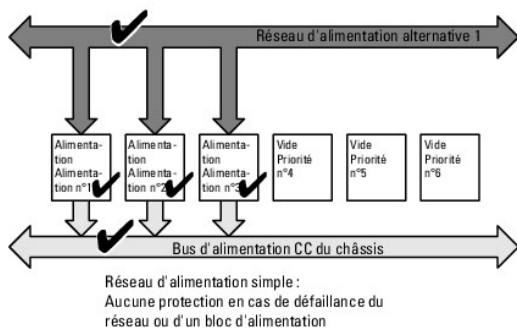 Réseau d'alimentation alternative 1
Alimenta-
tion
Alimenta-
tion n°1
Alimenta-
tion
Alimenta-
tion n°2
Alimenta-
tion
Alimenta-
tion n°3
Vide
Priorité
n°4
Vide
Priorité
n°5
Vide
Priorité
n°6
Bus d'alimentation CC du châssis
Réseau d'alimentation simple :
Aucune protection en cas de défaillance du
réseau ou d'un bloc d'alimentation